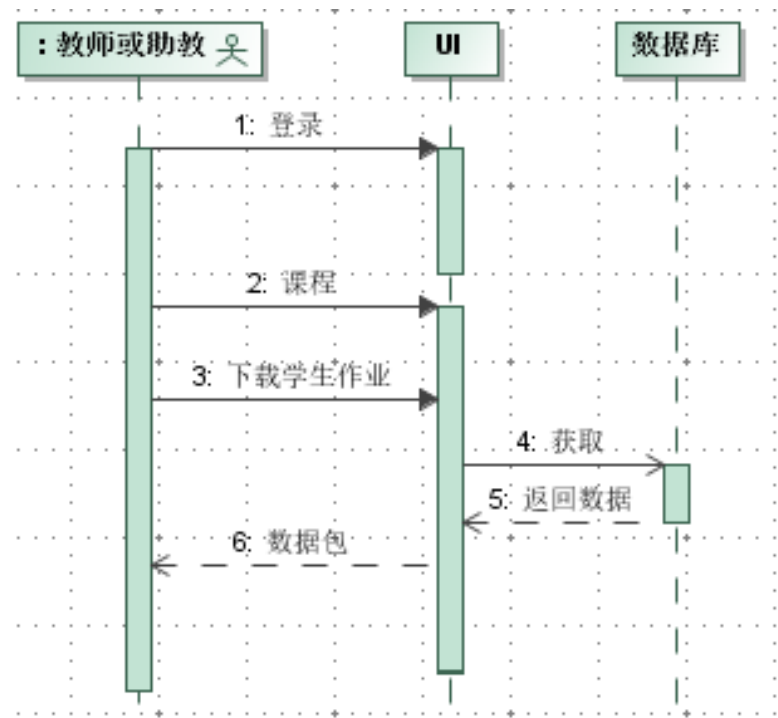 : 教师或助教
UI
数据库
1: 登录
2: 课程
3: 下载学生作业
4: 获取
5: 返回数据
6: 数据包